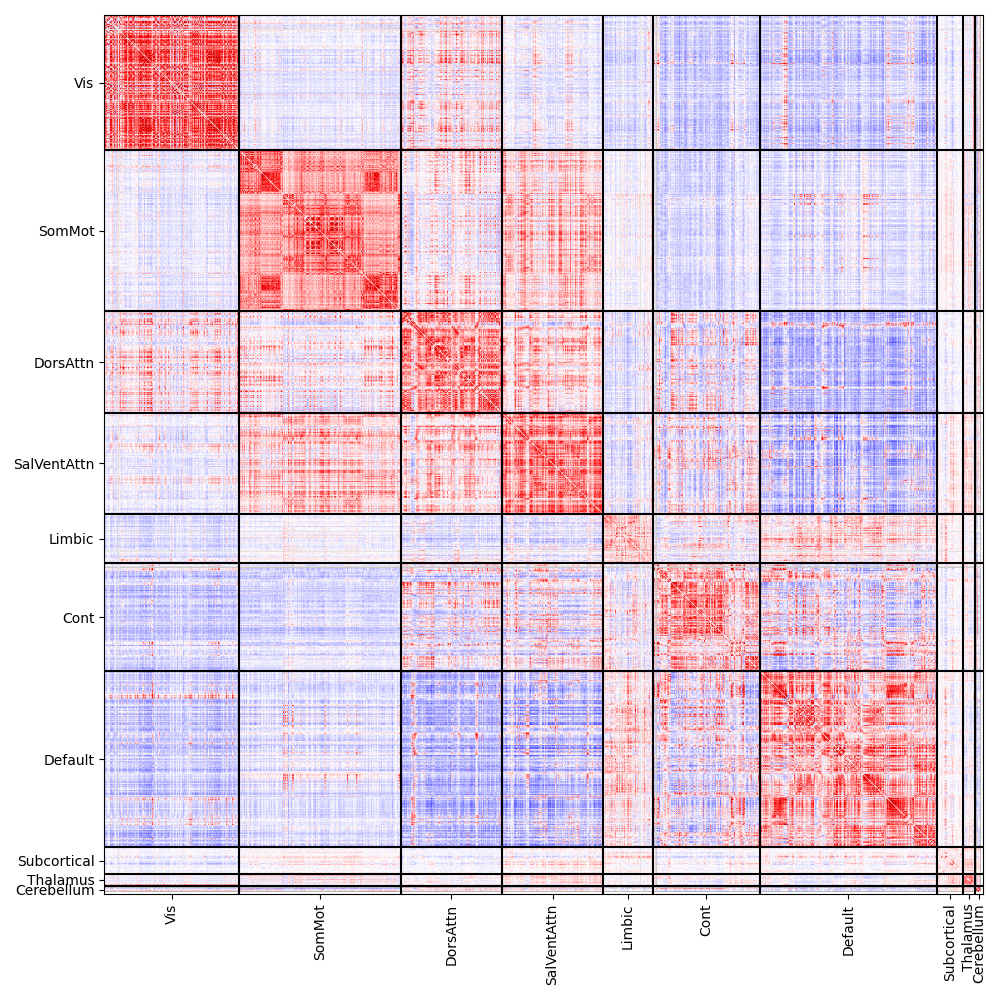 Vis
SomMot
DorsAttn
SalVentAttn
Limbic
Cont
Default
Subcortical
Thalamus
Cerebellum
Vis
SomMot
DorsAttn
SalVentAttn
Limbic
Cont
Default
Subcortical
Thalamus
Cerebellum